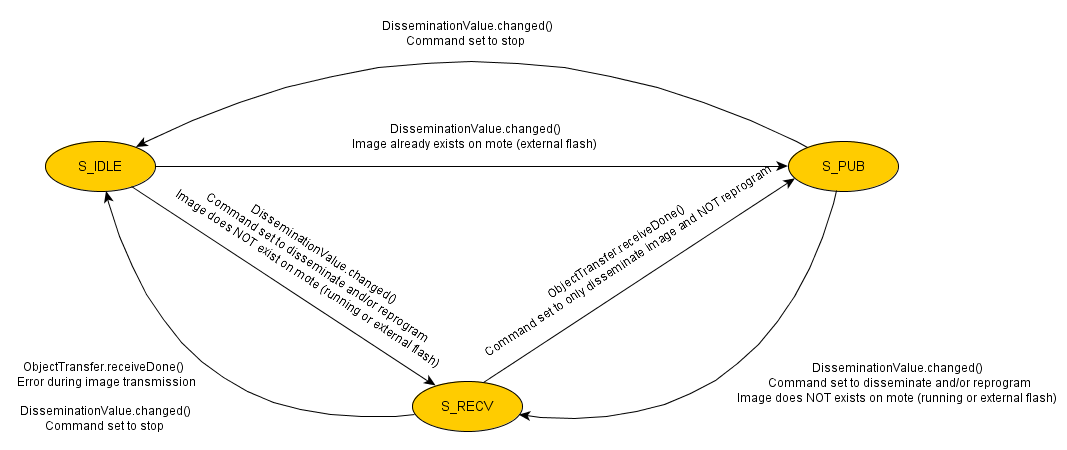 DisseminationValue.changed()
Command set to stop
DisseminationValue.changed()
Image already exists on mote (external flash)
S_IDLE
S_PUB
DisseminationValue.changed()
Command set to disseminate and/or reprogram
Image does NOT exist on mote (running or external flash)
ObjectTransfer.receiveDone()
Command set to only disseminate image and NOT reprogram
ObjectTransfer.receiveDone()
Error during image transmission
DisseminationValue.changed()
Command set to stop
S_RECV
DisseminationValue.changed()
Command set to disseminate and/or reprogram
Image does NOT exists on mote (running or external flash)